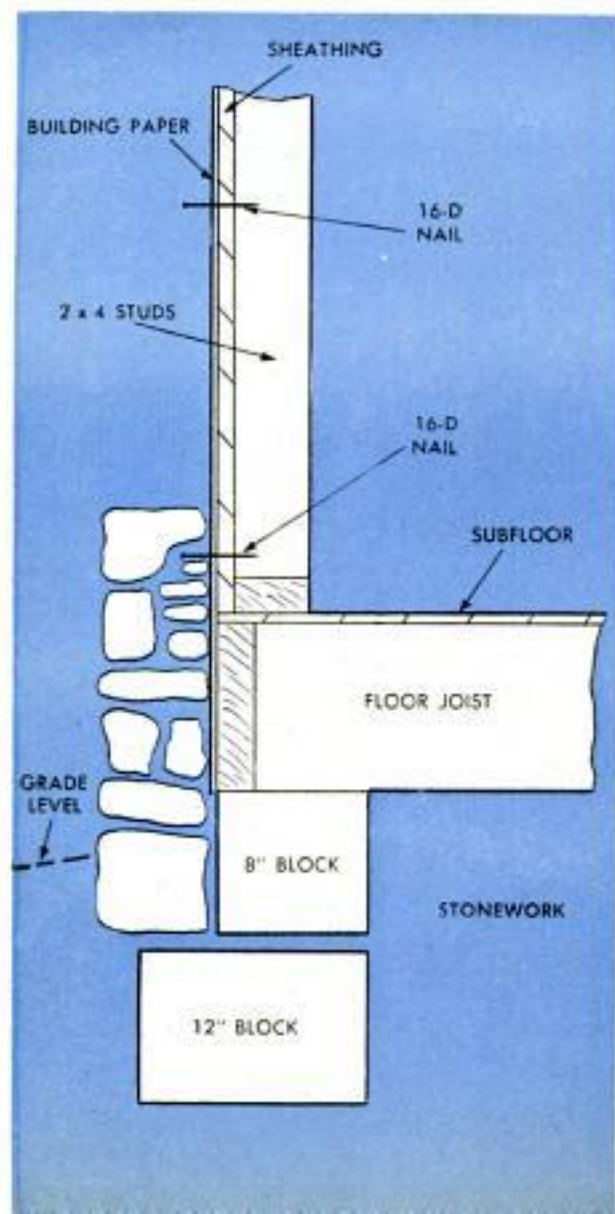 SHEATHING
BUILDING PAPER
16-D
NAIL
2 x 4 STUDS
16-D
NAIL
SUBFLOOR
FLOOR JOIST
GRADE
LEVEL
8" BLOCK
STONEWORK
12" BLOCK